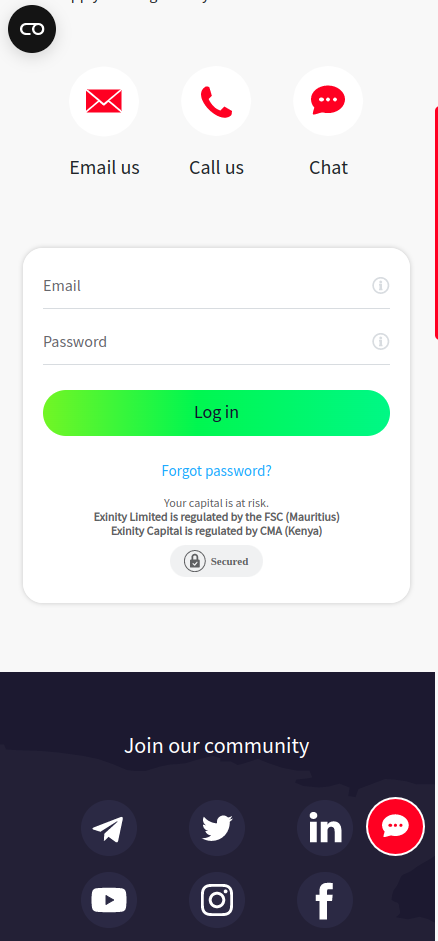 Email us
Call us
Chat
Email
Password
Log in
Forgot password?
Your capital is at risk.
Exinity Limited is regulated by the FSC (Mauritius)
Exinity Capital is regulated by CMA (Kenya)
Secured
Join our community